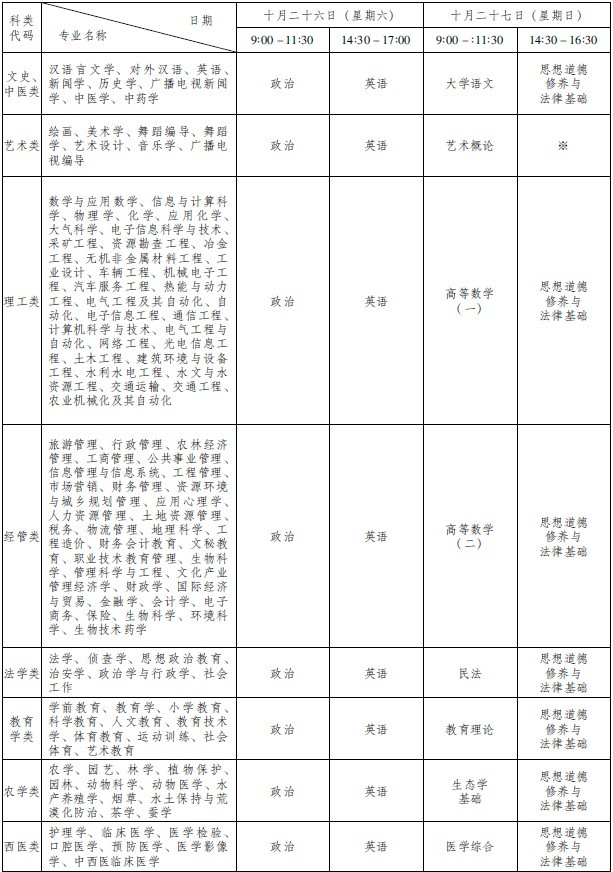 科类
代码
日期
专业名称
十月二十六日（星期六）
十月二十七日（星期日）
9:00－11:30
14:30－17:00
9:00－:11:30
14:30－16:30
文史、
中医类
汉语言文学、对外汉语、英语、
新闻学、历史学、广播电视新闻
学、中医学、中药学
政治
英语
大学语文
思想道德
修养与
法律基础
艺术类
绘画、美术学、舞蹈编导、舞蹈
学、艺术设计、音乐学、广播电
视编导
政治
英语
艺术概论
※
理工类
数学与应用数学、信息与计算科
学、物理学、化学、应用化学、
大气科学、电子信息科学与技术、
采矿工程、资源勘查工程、冶金
工程、无机非金属材料工程、工
业设计、车辆工程、机械电子工
程、汽车服务工程、热能与动力
工程、电气工程及其自动化、自
动化、电子信息工程、通信工程、
计算机科学与技术、电气工程与
自动化、网络工程、光电信息工
程、土木工程、建筑环境与设备
工程、水利水电工程、水文与水
资源工程、交通运输、交通工程、
农业机械化及其自动化
政治
英语
高等数学
（一）
思想道德
修养与
法律基础
经管类
旅游管理、行政管理、农林经济
管理、工商管理、公共事业管理、
信息管理与信息系统、工程管理、
市场营销、财务管理、资源环境
与城乡规划管理、应用心理学、
人力资源管理、土地资源管理、
税务、物流管理、地理科学、工
程造价、财务会计教育、文秘教
育、职业技术教育管理、生物科
学、管理科学与工程、文化产业
管理经济学、财政学、国际经济
与贸易、金融学、会计学、电子
商务、保险、生物科学、环境科
学、生物技术药学
政治
英语
高等数学
（二）
思想道德
修养与
法律基础
法学类
法学、侦查学、思想政治教育、
治安学、政治学与行政学、社会
工作
政治
英语
民法
思想道德
修养与
法律基础
教育
学类
学前教育、教育学、小学教育、
科学教育、人文教育、教育技术
学、体育教育、运动训练、社会
体育、艺术教育
政治
英语
教育理论
思想道德
修养与
法律基础
农学类
农学、园艺、林学、植物保护、
园林、动物科学、动物医学、水
产养殖学、烟草、水土保持与荒
漠化防治、茶学、蚕学
政治
英语
生态学
基础
思想道德
修养与
法律基础
西医类
护理学、临床医学、医学检验、
口腔医学、预防医学、医学影像
学、中西医临床医学
政治
英语
医学综合
思想道德
修养与
法律基础